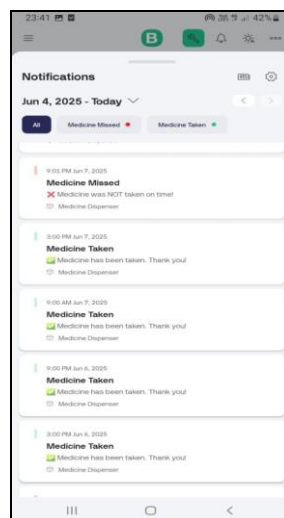 23:41
42%
B
Notifications
Jun 4, 2025 - Today
All
Medicine Missed
Medicine Taken
9:01 PM Jun 7, 2025
Medicine Missed
❌ Medicine was NOT taken on time!
Medicine Dispenser
3:00 PM Jun 7, 2025
Medicine Taken
✅ Medicine has been taken. Thank you!
Medicine Dispenser
9:00 AM Jun 7, 2025
Medicine Taken
✅ Medicine has been taken. Thank you!
Medicine Dispenser
9:00 PM Jun 6, 2025
Medicine Taken
✅ Medicine has been taken. Thank you!
Medicine Dispenser
3:00 PM Jun 6, 2025
Medicine Taken
✅ Medicine has been taken. Thank you!
Medicine Dispenser